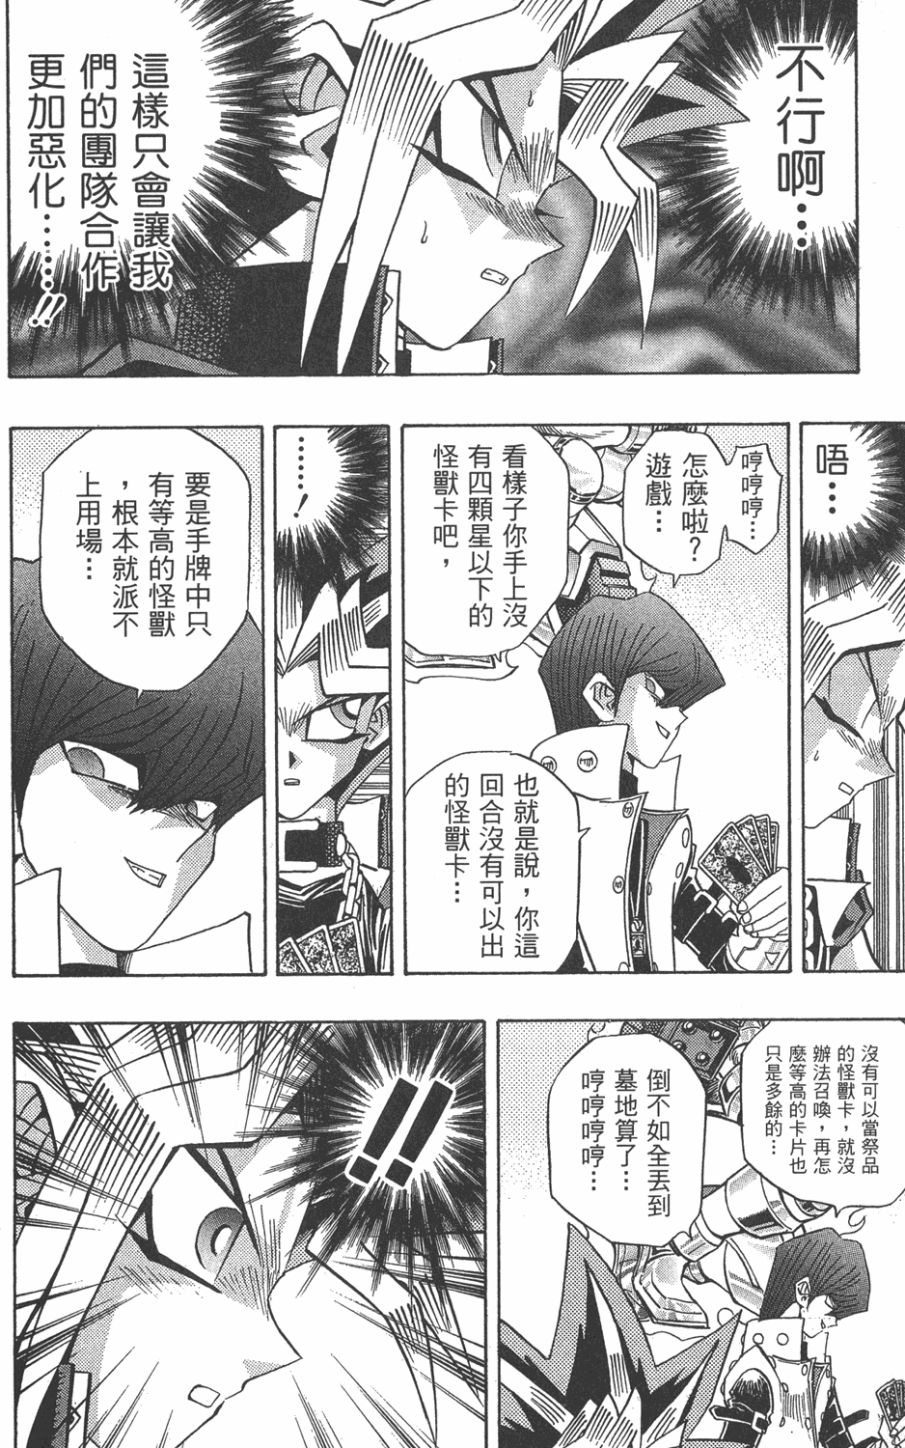 不行啊…
這樣只會讓我
們的團隊合作
更加惡化……!!
唔…
哼哼哼…
怎麼啦?
遊戲…
看樣子你手上沒
有四顆星以下的
怪獸卡吧,
也就是說,你這
回合沒有可以出
的怪獸卡…
……!
要是手牌中只
有等高的怪獸
,根本就派不
上用場…
沒有可以當祭品
的怪獸卡,就沒
辦法召喚,再怎
麼等高的卡片也
只是多餘的…
倒不如全丟到
墓地算了…
哼哼哼哼…
!!